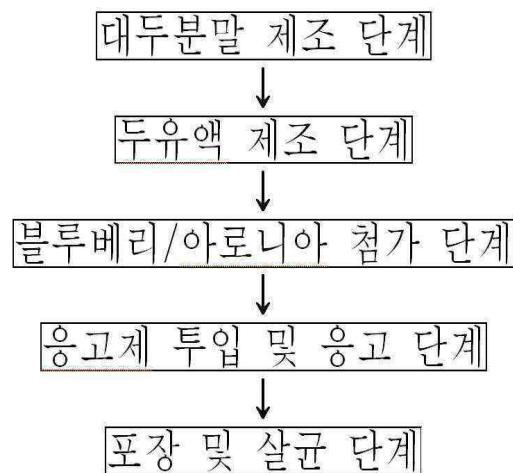 대두분말 제조 단계
두유액 제조 단계
블루베리/아로니아 첨가 단계
응고제 투입 및 응고 단계
포장 및 살균 단계